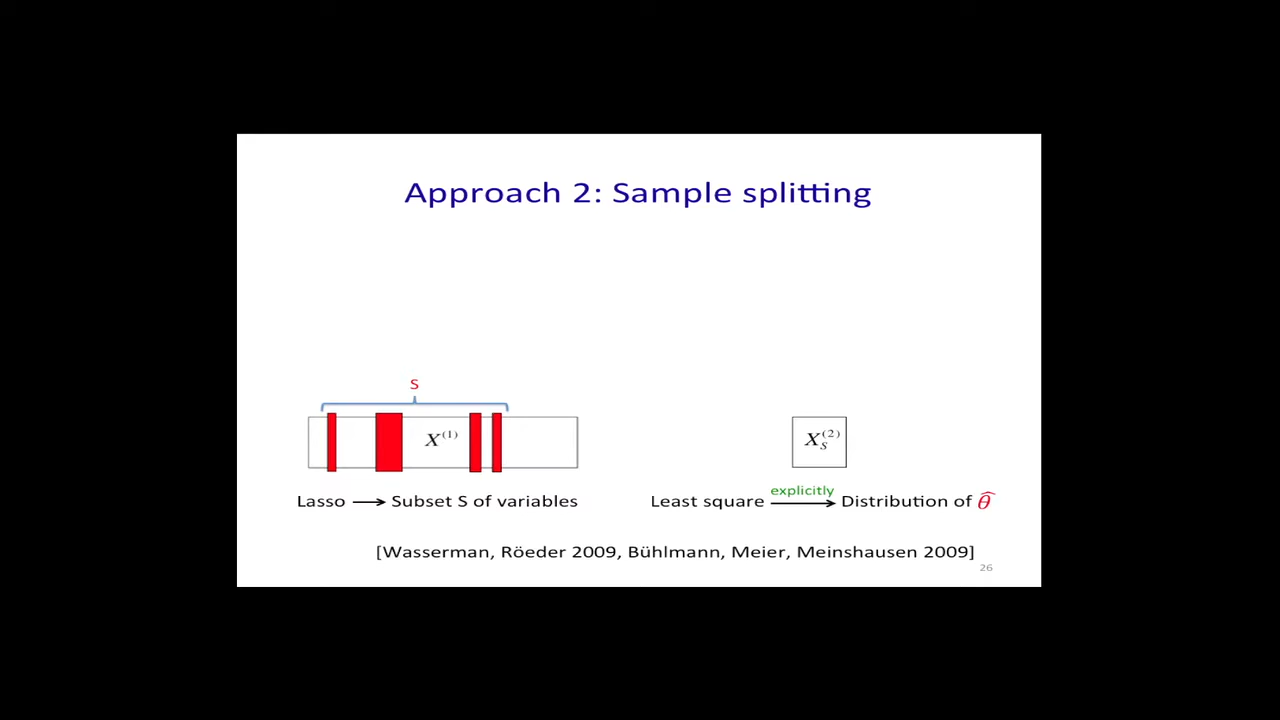 Approach 2: Sample splitting
S
X^(1)
X_S^(2)
Lasso → Subset S of variables
Least square explicitly → Distribution of θ̂
[Wasserman, Röeder 2009, Bühlmann, Meier, Meinshausen 2009]
26